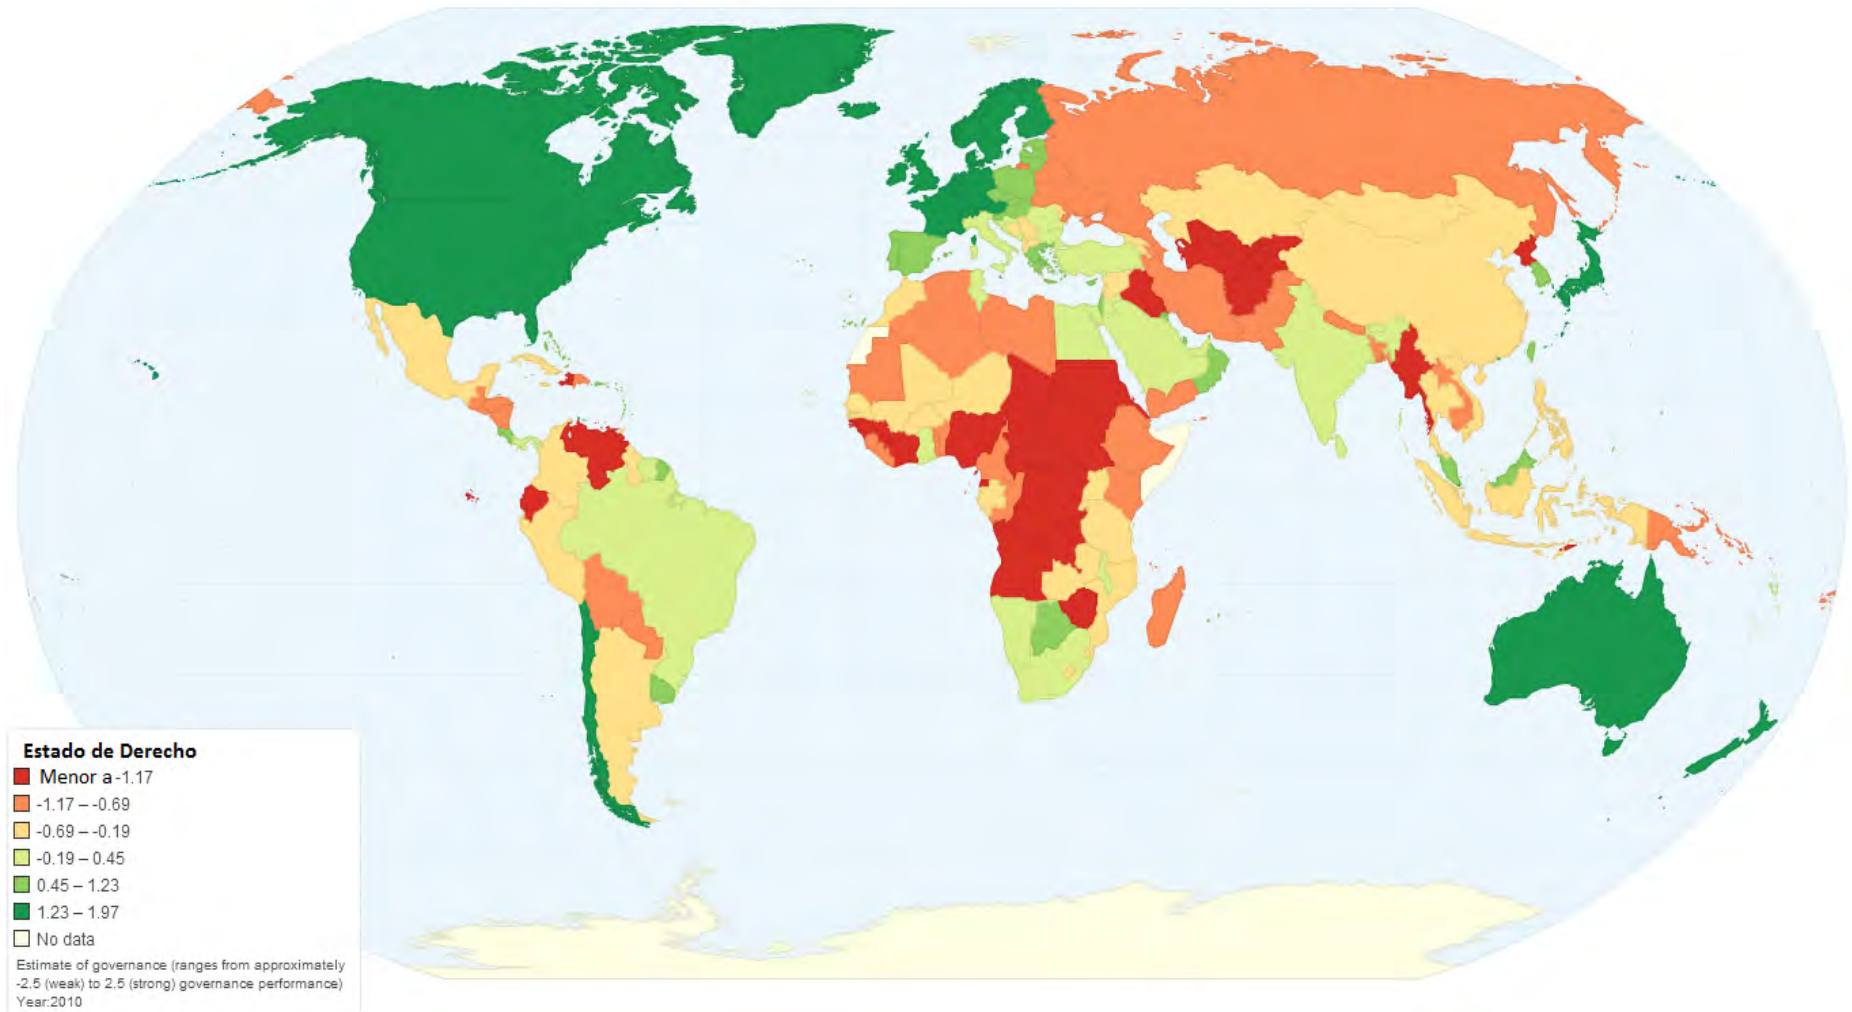 Estado de Derecho
Menor a -1.17
-1.17 – -0.69
-0.69 – -0.19
-0.19 – 0.45
0.45 – 1.23
1.23 – 1.97
No data
Estimate of governance (ranges from approximately
-2.5 (weak) to 2.5 (strong) governance performance)
Year:2010